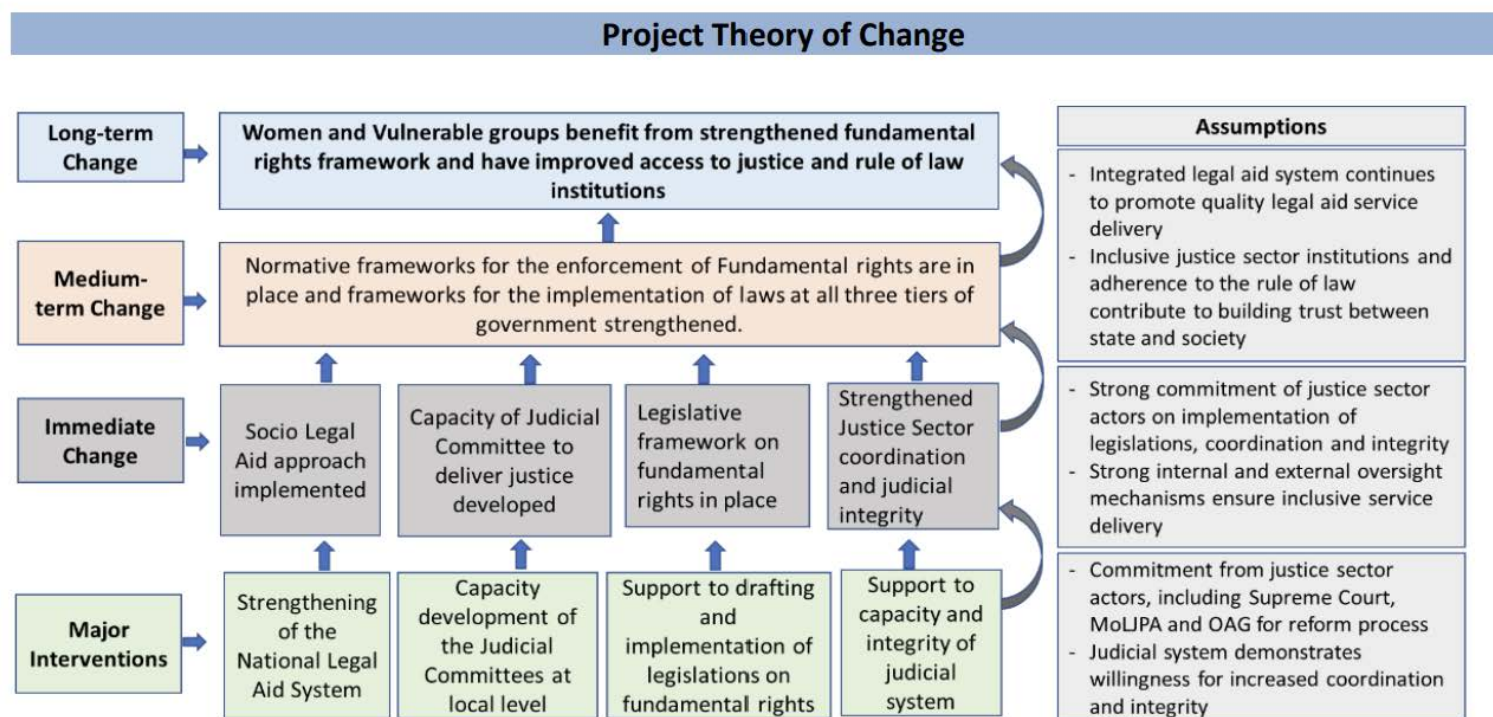 Project Theory of Change
Long-term
Change
Women and Vulnerable groups benefit from strengthened fundamental
rights framework and have improved access to justice and rule of law
institutions
Medium-
term Change
Normative frameworks for the enforcement of Fundamental rights are in
place and frameworks for the implementation of laws at all three tiers of
government strengthened.
Immediate
Change
Socio Legal
Aid approach
implemented
Capacity of Judicial
Committee to
deliver justice
developed
Legislative
framework on
fundamental
rights in place
Strengthened
Justice Sector
coordination
and judicial
integrity
Major
Interventions
Strengthening
of the
National Legal
Aid System
Capacity
development of
the Judicial
Committees at
local level
Support to drafting
and
implementation of
legislations on
fundamental rights
Support to
capacity and
integrity of
judicial
system
Assumptions
- Integrated legal aid system continues
to promote quality legal aid service
delivery
- Inclusive justice sector institutions and
adherence to the rule of law
contribute to building trust between
state and society
- Strong commitment of justice sector
actors on implementation of
legislations, coordination and integrity
- Strong internal and external oversight
mechanisms ensure inclusive service
delivery
- Commitment from justice sector
actors, including Supreme Court,
MoLJPA and OAG for reform process
- Judicial system demonstrates
willingness for increased coordination
and integrity